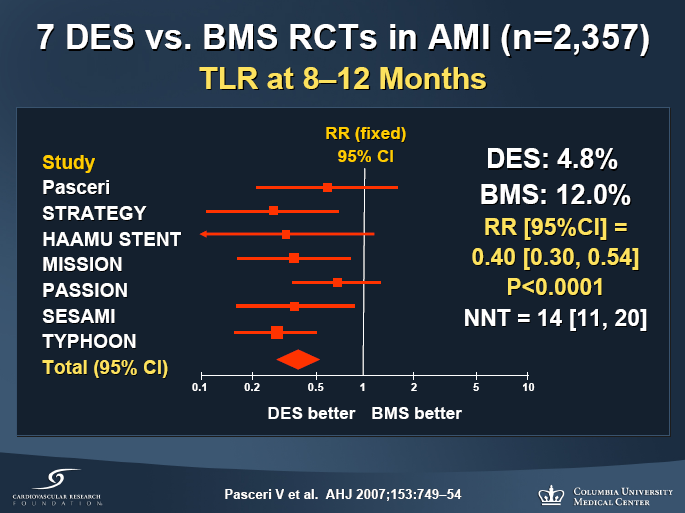 7 DES vs. BMS RCTs in AMI (n=2,357)
TLR at 8–12 Months
RR (fixed)
95% CI
Study
Pasceri
STRATEGY
HAAMU STENT
MISSION
PASSION
SESAMI
TYPHOON
Total (95% CI)
0.1 0.2 0.5 1 2 5 10
DES better BMS better
DES: 4.8%
BMS: 12.0%
RR [95%CI] =
0.40 [0.30, 0.54]
P<0.0001
NNT = 14 [11, 20]
CARDIOVASCULAR RESEARCH
FOUNDATION
Pasceri V et al. AHJ 2007;153:749–54
COLUMBIA UNIVERSITY
MEDICAL CENTER